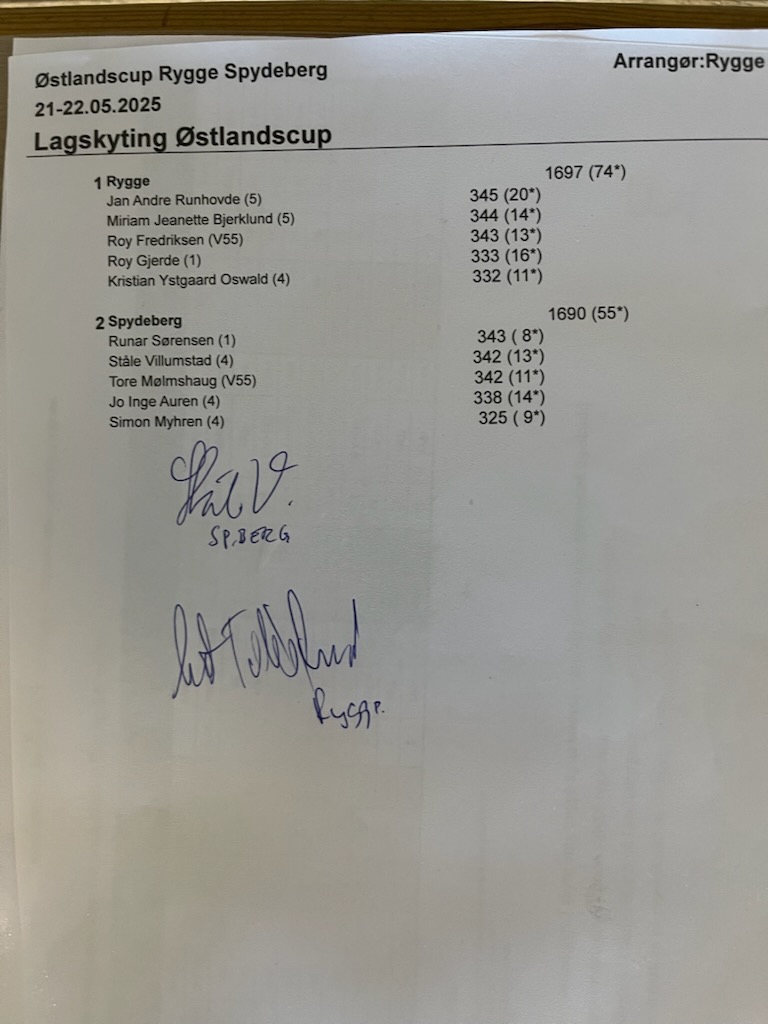 Østlandscup Rygge Spydeberg Arrangør:Rygge
21-22.05.2025
Lagskyting Østlandscup
1 Rygge 1697 (74*)
Jan Andre Runhovde (5) 345 (20*)
Miriam Jeanette Bjerklund (5) 344 (14*)
Roy Fredriksen (V55) 343 (13*)
Roy Gjerde (1) 333 (16*)
Kristian Ystgaard Oswald (4) 332 (11*)
2 Spydeberg 1690 (55*)
Runar Sørensen (1) 343 ( 8*)
Ståle Villumstad (4) 342 (13*)
Tore Mølmshaug (V55) 342 (11*)
Jo Inge Auren (4) 338 (14*)
Simon Myhren (4) 325 ( 9*)
V.
SP,BERG
Rygge.